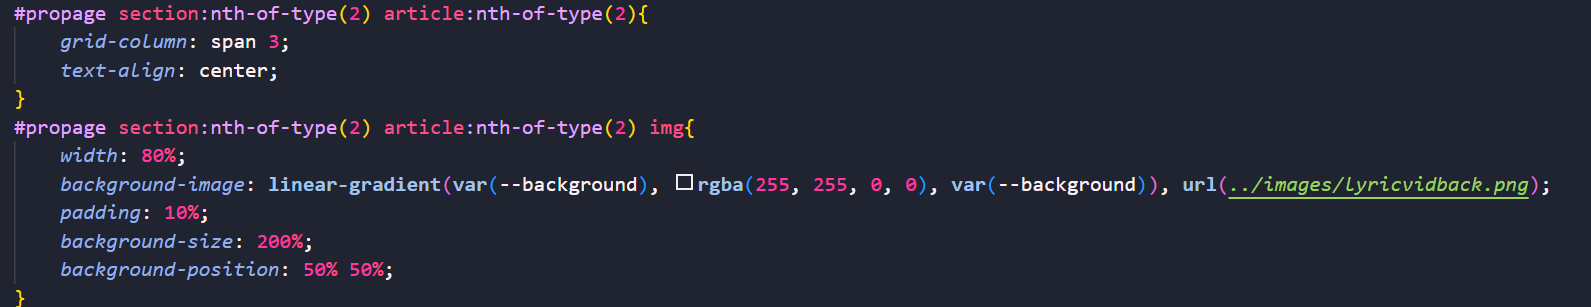 #propage section:nth-of-type(2) article:nth-of-type(2){
grid-column: span 3;
text-align: center;
}
#propage section:nth-of-type(2) article:nth-of-type(2) img{
width: 80%;
background-image: linear-gradient(var(--background), rgba(255, 255, 0, 0), var(--background)), url(../images/lyricvidback.png);
padding: 10%;
background-size: 200%;
background-position: 50% 50%;
}